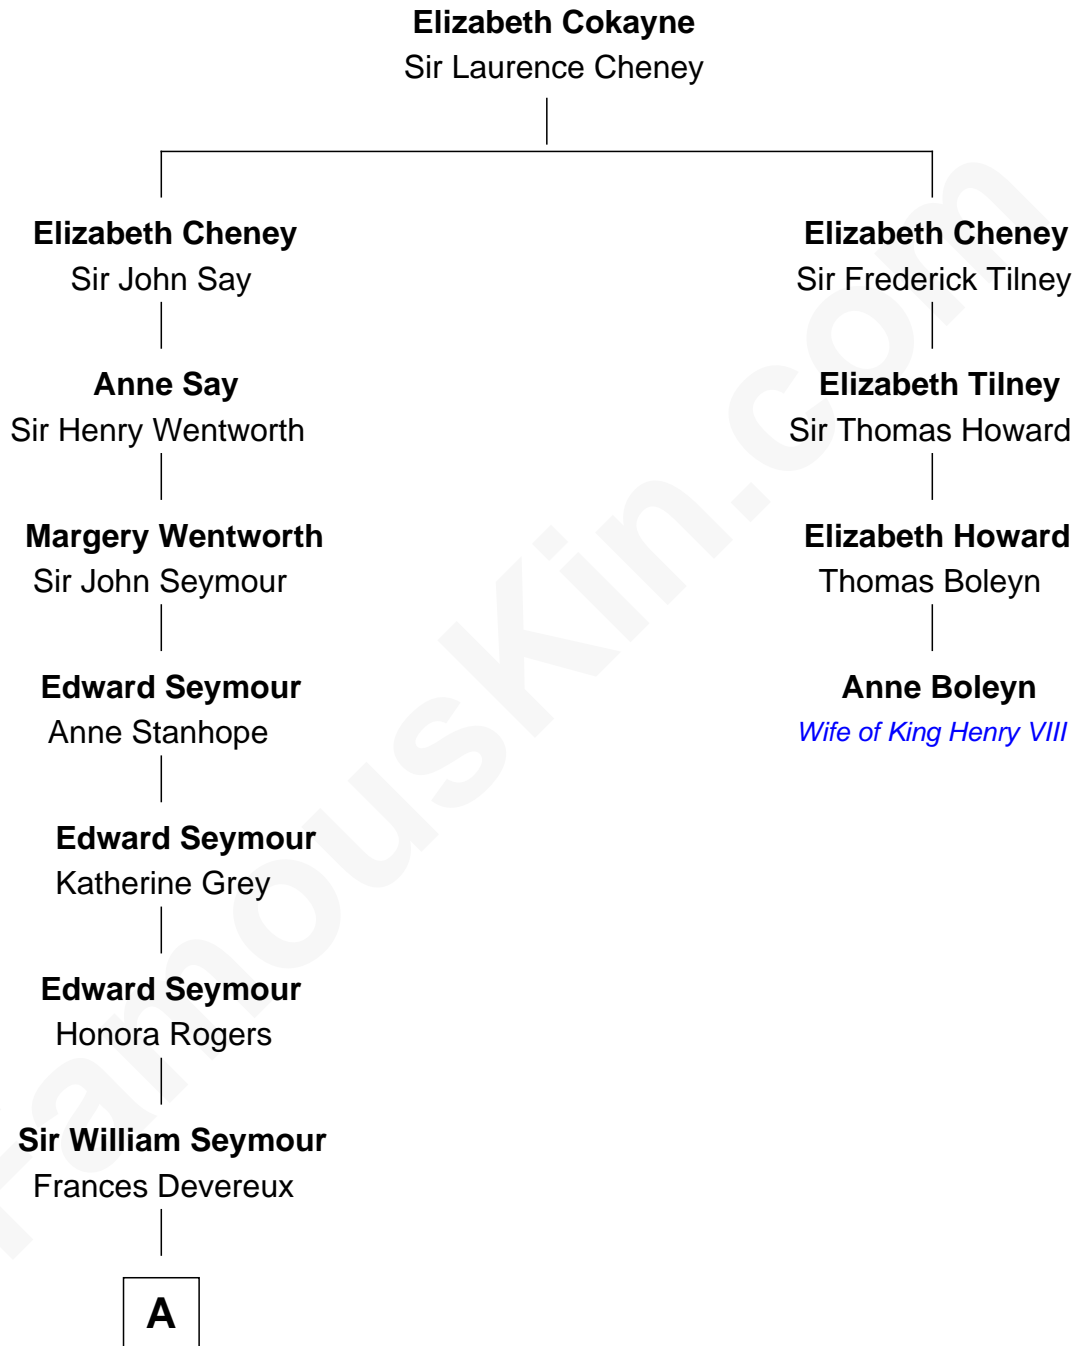 Elizabeth Cokayne
Sir Laurence Cheney
Elizabeth Cheney
Sir John Say
Elizabeth Cheney
Sir Frederick Tilney
Anne Say
Sir Henry Wentworth
Elizabeth Tilney
Sir Thomas Howard
Margery Wentworth
Sir John Seymour
Elizabeth Howard
Thomas Boleyn
Edward Seymour
Anne Stanhope
Anne Boleyn
Wife of King Henry VIII
Edward Seymour
Katherine Grey
Edward Seymour
Honora Rogers
Sir William Seymour
Frances Devereux
A
FamousKin.com